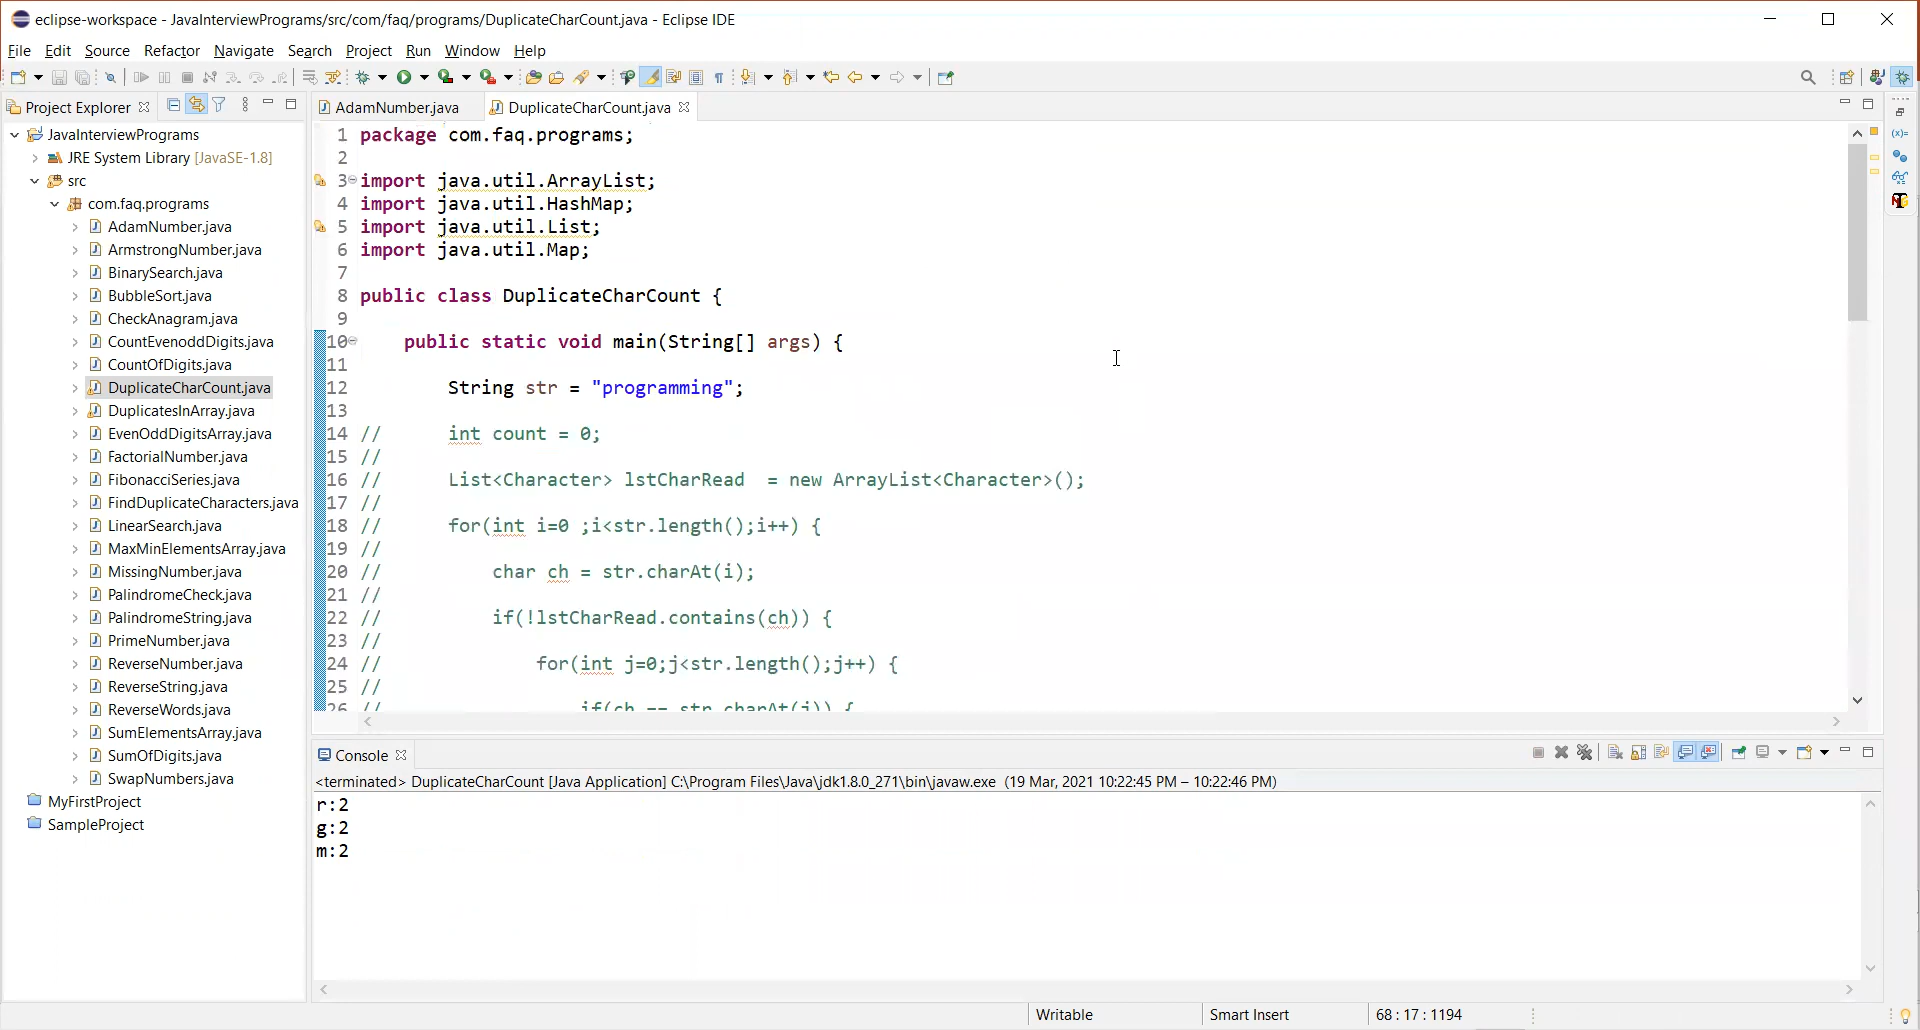 eclipse-workspace - JavaInterviewPrograms/src/com/faq/programs/DuplicateCharCount.java - Eclipse IDE
File Edit Source Refactor Navigate Search Project Run Window Help
Project Explorer
JavaInterviewPrograms
JRE System Library [JavaSE-1.8]
src
com.faq.programs
AdamNumber.java
ArmstrongNumber.java
BinarySearch.java
BubbleSort.java
CheckAnagram.java
CountEvenoddDigits.java
CountOfDigits.java
DuplicateCharCount.java
DuplicatesInArray.java
EvenOddDigitsArray.java
FactorialNumber.java
FibonacciSeries.java
FindDuplicateCharacters.java
LinearSearch.java
MaxMinElementsArray.java
MissingNumber.java
PalindromeCheck.java
PalindromeString.java
PrimeNumber.java
ReverseNumber.java
ReverseString.java
ReverseWords.java
SumElementsArray.java
SumOfDigits.java
SwapNumbers.java
MyFirstProject
SampleProject
AdamNumber.java DuplicateCharCount.java
1 package com.faq.programs;
2
3 import java.util.ArrayList;
4 import java.util.HashMap;
5 import java.util.List;
6 import java.util.Map;
7
8 public class DuplicateCharCount {
9
10 public static void main(String[] args) {
11
12 String str = "programming";
13
14 // int count = 0;
15 //
16 // List<Character> lstCharRead = new ArrayList<Character>();
17 //
18 // for(int i=0 ;i<str.length();i++) {
19 //
20 // char ch = str.charAt(i);
21 //
22 // if(!lstCharRead.contains(ch)) {
23 //
24 // for(int j=0;j<str.length();j++) {
25 //
26 // if(ch == str.charAt(j)) {
Console
<terminated> DuplicateCharCount [Java Application] C:\Program Files\Java\jdk1.8.0_271\bin\javaw.exe (19 Mar, 2021 10:22:45 PM – 10:22:46 PM)
r:2
g:2
m:2
Writable Smart Insert 68 : 17 : 1194